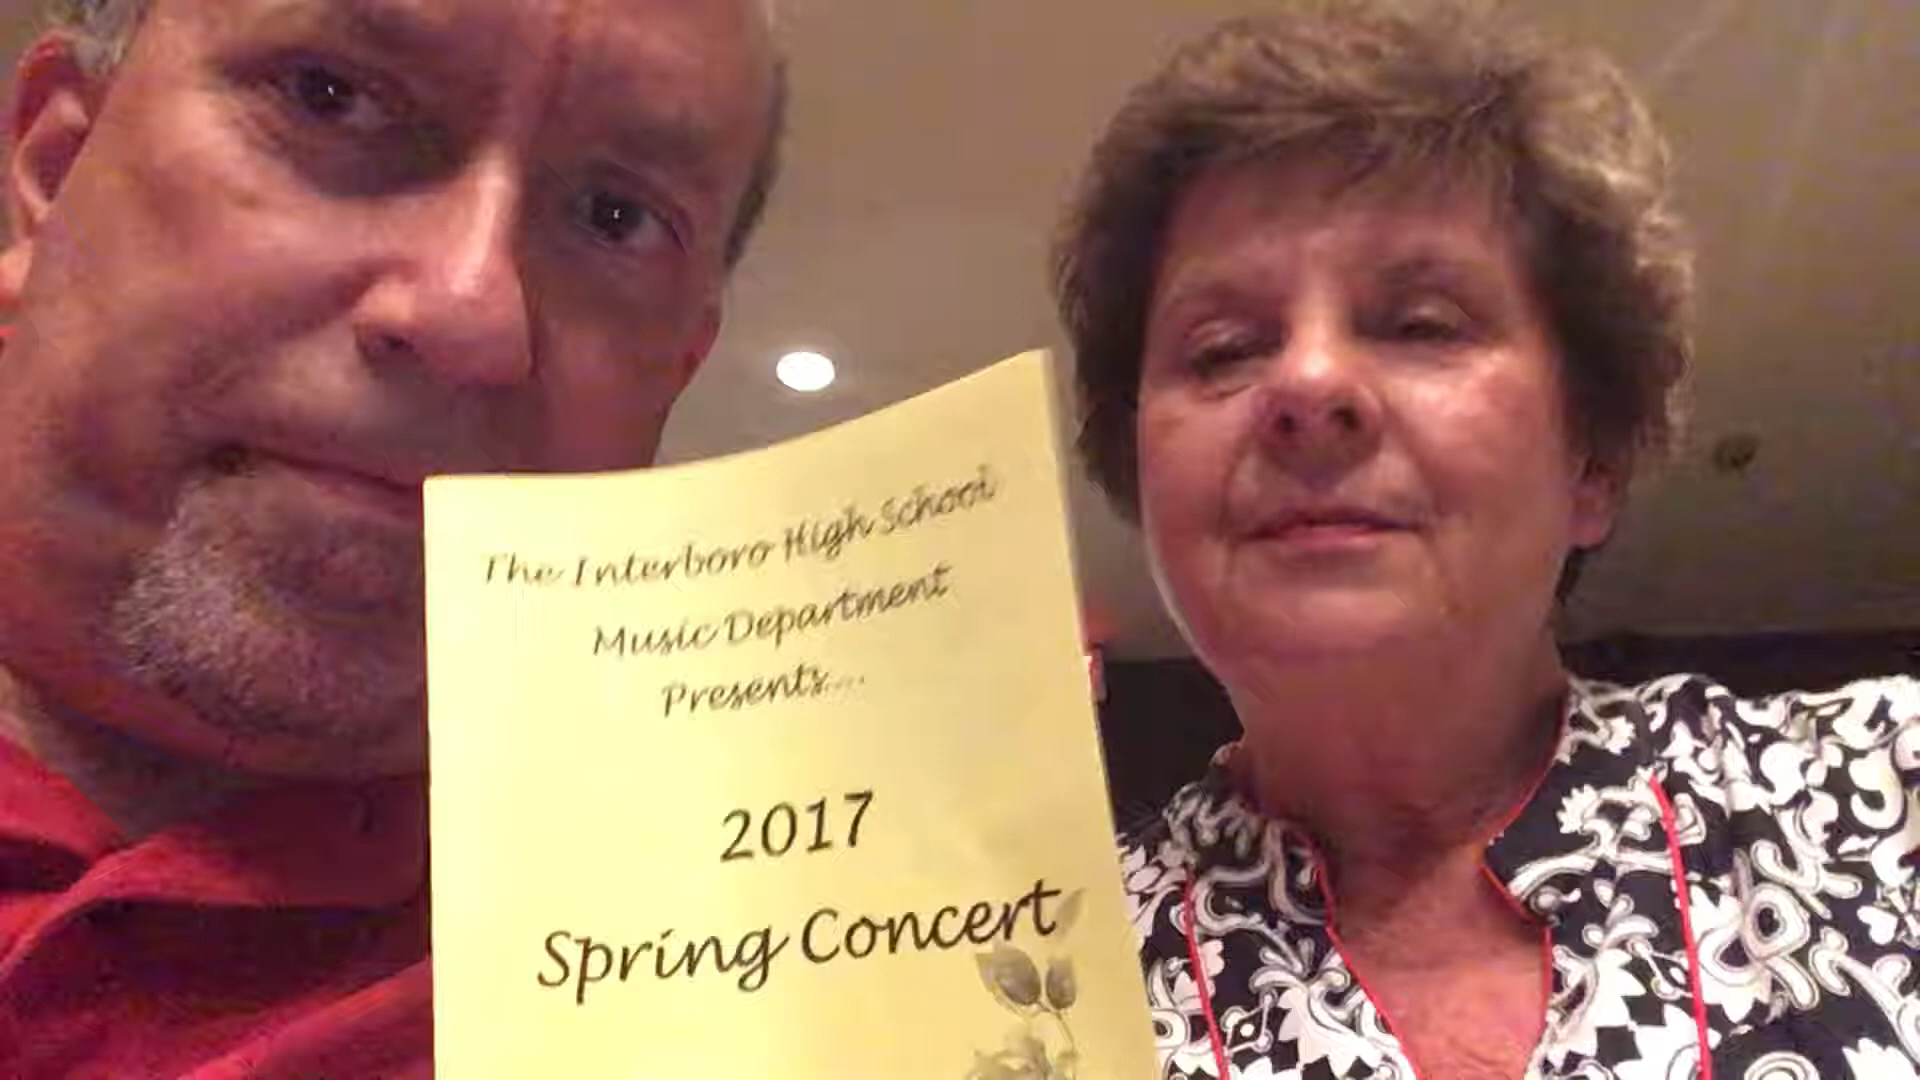 The Interboro High School
Music Department
Presents....
2017
Spring Concert